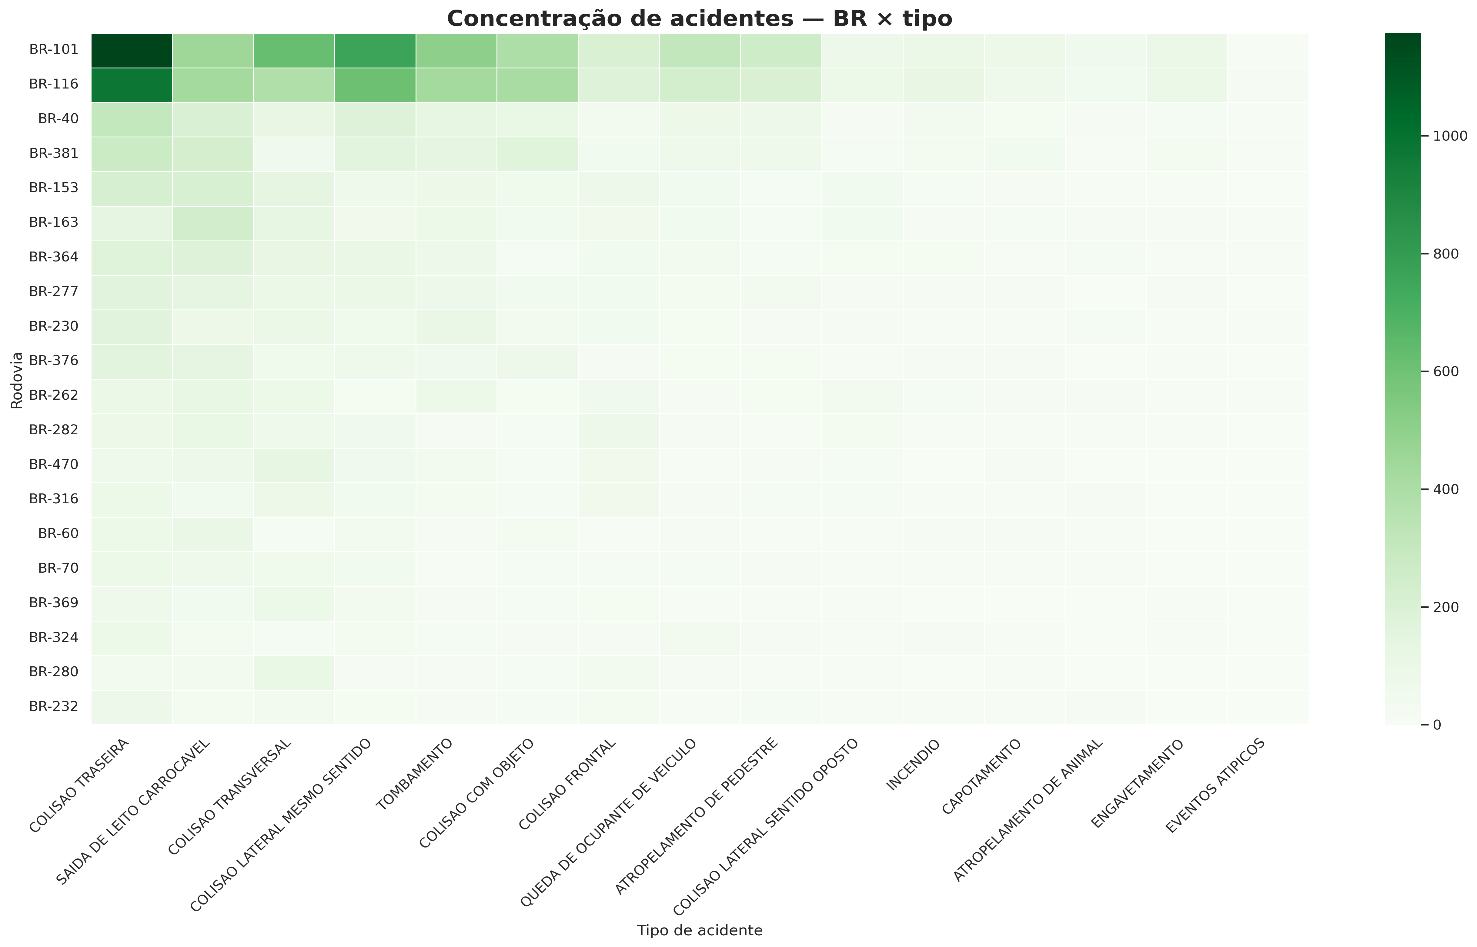 Concentração de acidentes — BR × tipo
Rodovia
BR-101
BR-116
BR-40
BR-381
BR-153
BR-163
BR-364
BR-277
BR-230
BR-376
BR-262
BR-282
BR-470
BR-316
BR-60
BR-70
BR-369
BR-324
BR-280
BR-232
COLISAO TRASEIRA
SAIDA DE LEITO CARROCAVEL
COLISAO TRANSVERSAL
COLISAO LATERAL MESMO SENTIDO
TOMBAMENTO
COLISAO COM OBJETO
COLISAO FRONTAL
QUEDA DE OCUPANTE DE VEICULO
ATROPELAMENTO DE PEDESTRE
COLISAO LATERAL SENTIDO OPOSTO
INCENDIO
CAPOTAMENTO
ATROPELAMENTO DE ANIMAL
ENGAVETAMENTO
EVENTOS ATIPICOS
Tipo de acidente
1000
800
600
400
200
0